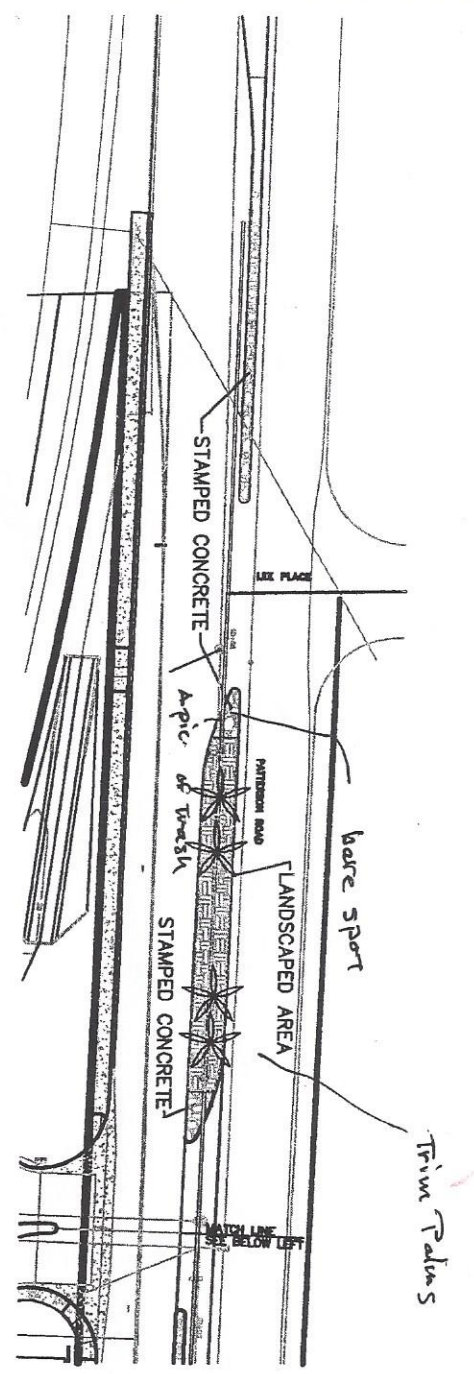 STAMPED CONCRETE
LEE PLACE
bare spot
A pic of trash
PATTERSON ROAD
LANDSCAPED AREA
STAMPED CONCRETE
Trim Palms
MATCH LINE
SEE BELOW LEFT